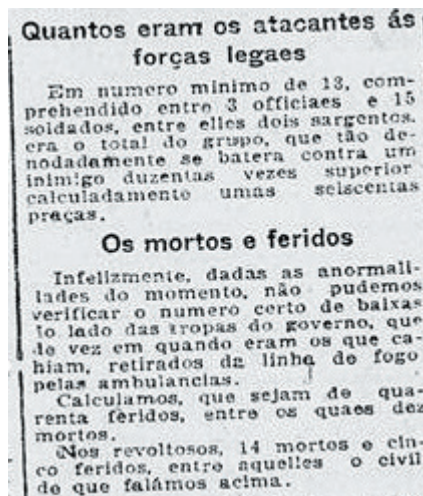 Quantos eram os atacantes ás
forças legaes
Em numero minimo de 13, com-
prehendido entre 3 officiaes e 15
soldados, entre elles dois sargentos,
era o total do grupo, que tão de-
nodadamente se batera contra um
inimigo duzentas vezes superior
calculadamente umas seiscentas
praças.
Os mortos e feridos
Infelizmente, dadas as anormali-
lades do momento, não pudemos
verificar o numero certo de baixas
to lado das tropas do governo, que
de vez em quando eram os que ca-
hiam, retirados da linha de fogo
pelas ambulancias.
Calculamos, que sejam de qua-
renta feridos, entre os quaes dez
mortos.
Nos revoltosos, 14 mortos e cin-
co feridos, entre aquelles o civil
de que falámos acima.